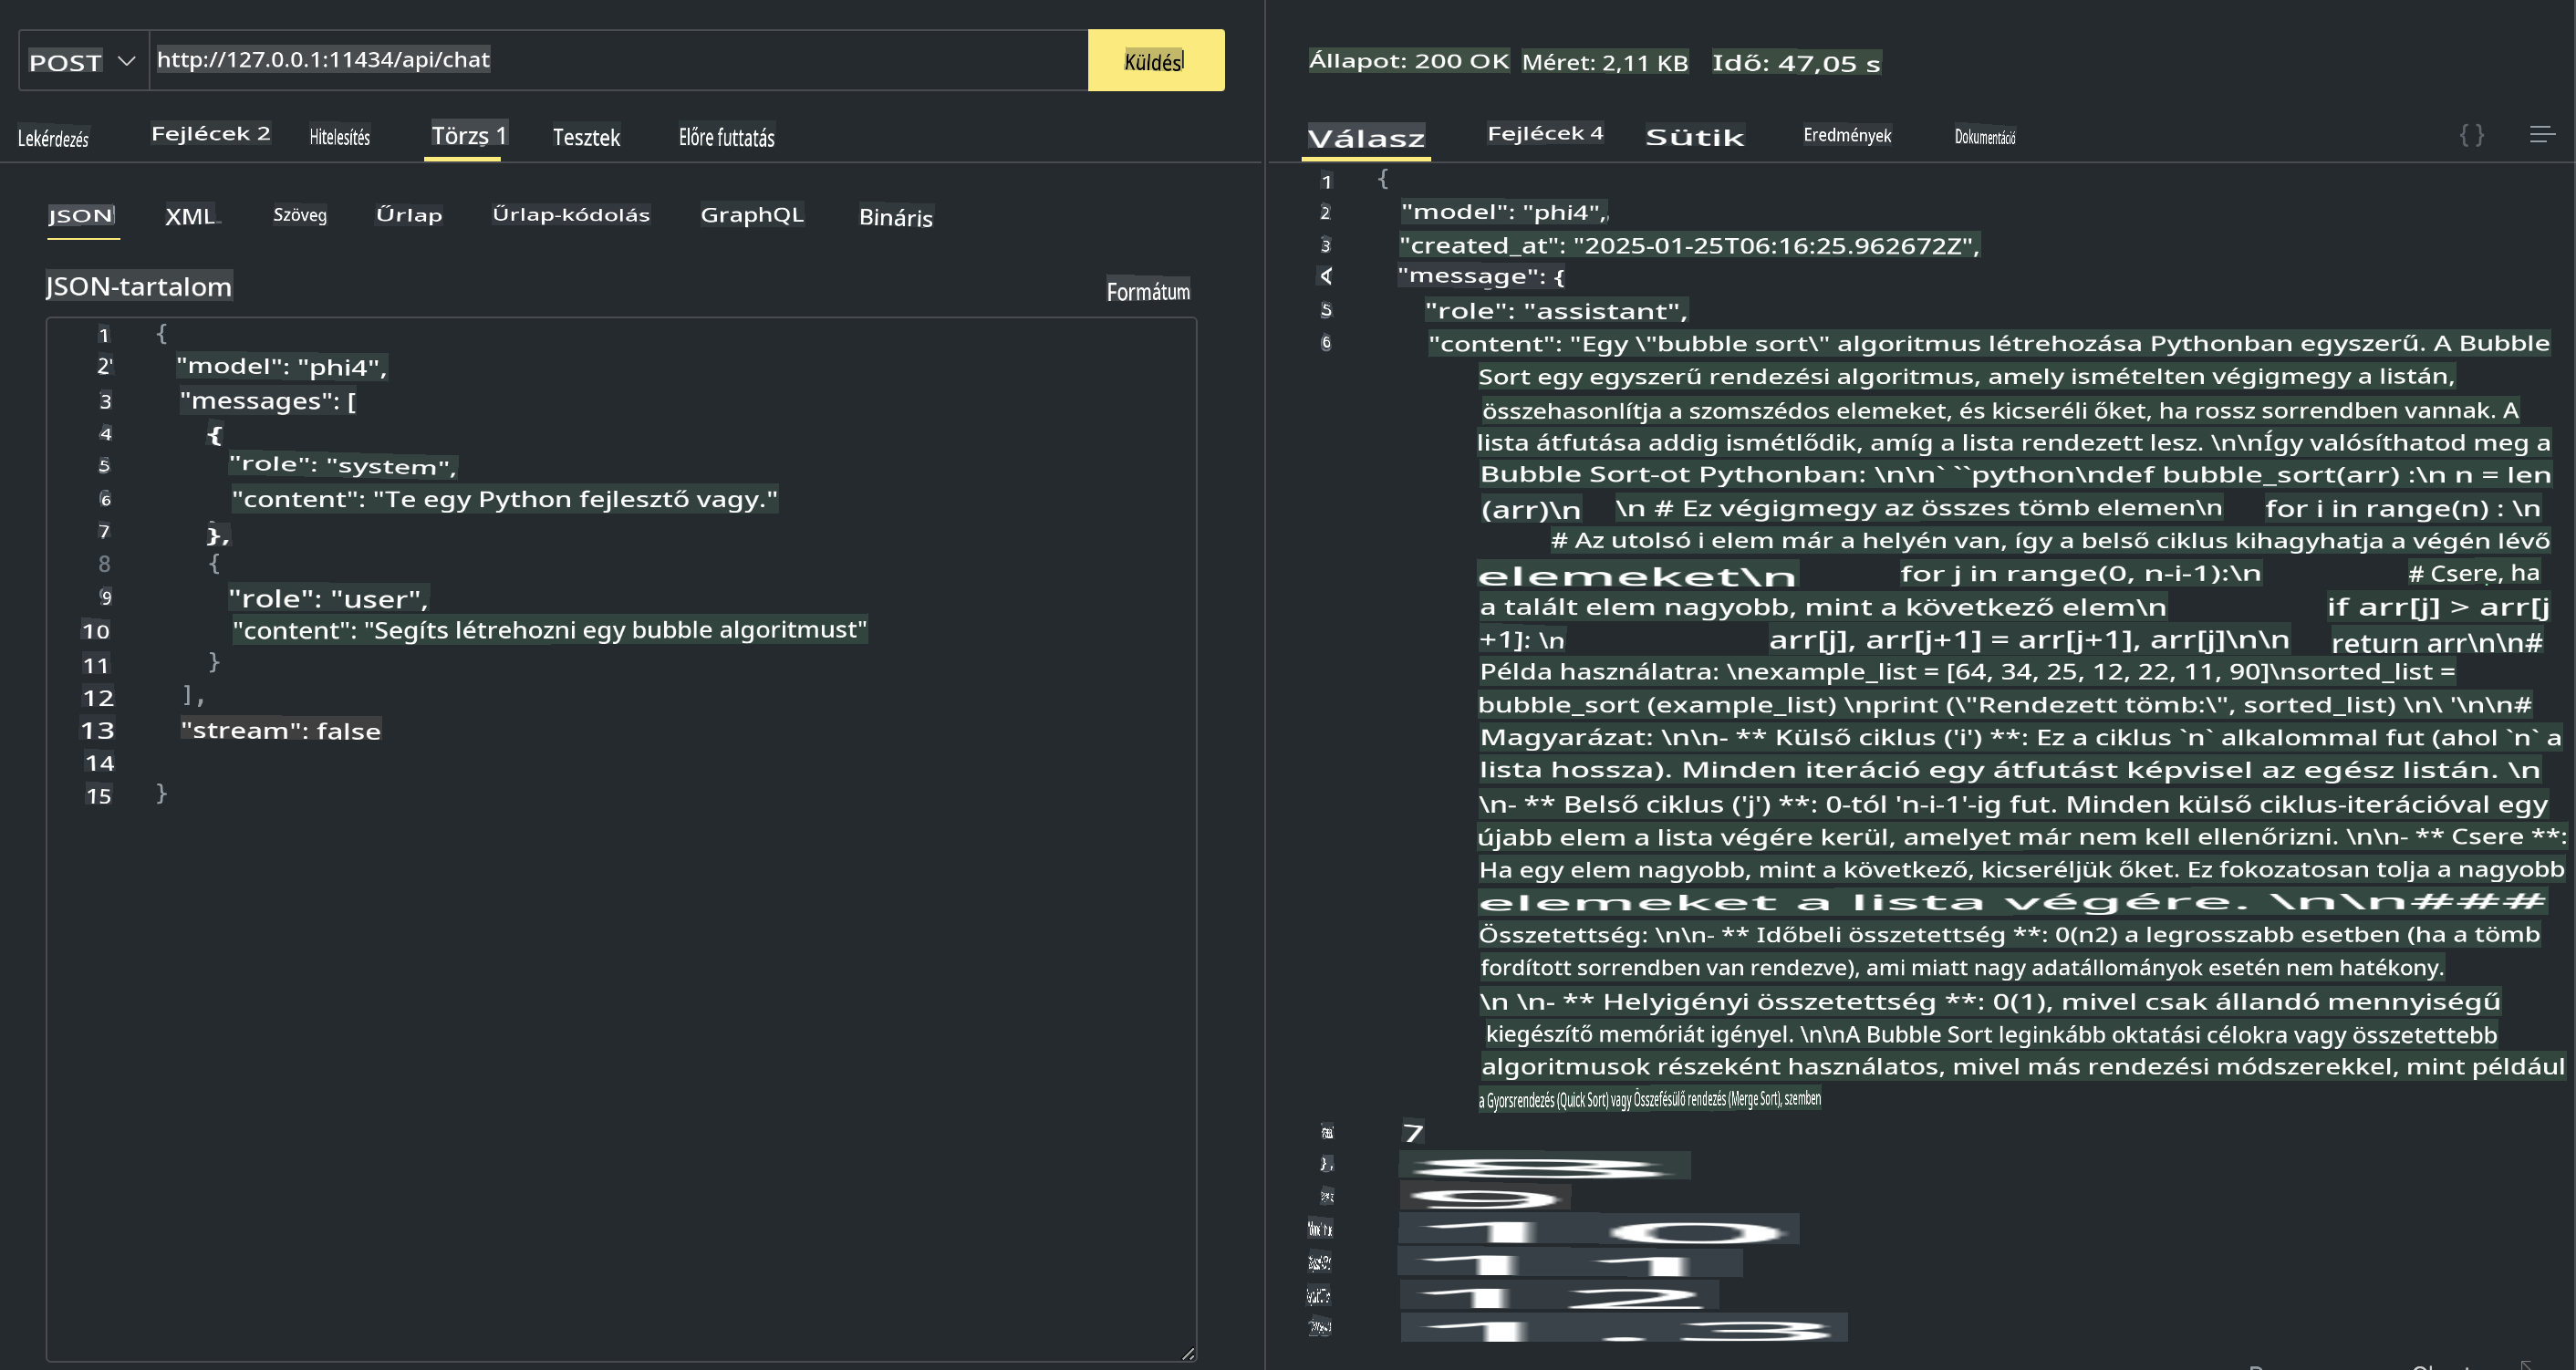 POST http://127.0.0.1:11434/api/chat Küldés
Lekérdezés Fejlécek 2 Hitelesítés Törzs 1 Tesztek Előre futtatás
JSON XML Szöveg Űrlap Űrlap-kódolás GraphQL Bináris
JSON-tartalom Formátum
1 {
2 "model": "phi4",
3 "messages": [
4 {
5 "role": "system",
6 "content": "Te egy Python fejlesztő vagy."
7 },
8 {
9 "role": "user",
10 "content": "Segíts létrehozni egy bubble algoritmust"
11 }
12 ],
13 "stream": false
14
15 }
Állapot: 200 OK Méret: 2,11 KB Idő: 47,05 s
Válasz Fejlécek 4 Sütik Eredmények Dokumentáció
{ }
1 {
2 "model": "phi4",
3 "created_at": "2025-01-25T06:16:25.962672Z",
4 "message": {
5 "role": "assistant",
6 "content": "Egy \"bubble sort\" algoritmus létrehozása Pythonban egyszerű. A Bubble
Sort egy egyszerű rendezési algoritmus, amely ismételten végigmegy a listán,
összehasonlítja a szomszédos elemeket, és kicseréli őket, ha rossz sorrendben vannak. A
lista átfutása addig ismétlődik, amíg a lista rendezett lesz. \n\nÍgy valósíthatod meg a
Bubble Sort-ot Pythonban: \n\n` ``python\ndef bubble_sort(arr) :\n n = len
(arr)\n \n # Ez végigmegy az összes tömb elemen\n for i in range(n) : \n
# Az utolsó i elem már a helyén van, így a belső ciklus kihagyhatja a végén lévő
elemeket\n for j in range(0, n-i-1):\n # Csere, ha
a talált elem nagyobb, mint a következő elem\n if arr[j] > arr[j
+1]: \n arr[j], arr[j+1] = arr[j+1], arr[j]\n\n return arr\n\n#
Példa használatra: \nexample_list = [64, 34, 25, 12, 22, 11, 90]\nsorted_list =
bubble_sort (example_list) \nprint (\"Rendezett tömb:\", sorted_list) \n\ '\n\n#
Magyarázat: \n\n- ** Külső ciklus ('i') **: Ez a ciklus `n` alkalommal fut (ahol `n` a
lista hossza). Minden iteráció egy átfutást képvisel az egész listán. \n
\n- ** Belső ciklus ('j') **: 0-tól 'n-i-1'-ig fut. Minden külső ciklus-iterációval egy
újabb elem a lista végére kerül, amelyet már nem kell ellenőrizni. \n\n- ** Csere **:
Ha egy elem nagyobb, mint a következő, kicseréljük őket. Ez fokozatosan tolja a nagyobb
elemeket a lista végére. \n\n###
Összetettség: \n\n- ** Időbeli összetettség **: 0(n2) a legrosszabb esetben (ha a tömb
fordított sorrendben van rendezve), ami miatt nagy adatállományok esetén nem hatékony.
\n \n- ** Helyigényi összetettség **: 0(1), mivel csak állandó mennyiségű
kiegészítő memóriát igényel. \n\nA Bubble Sort leginkább oktatási célokra vagy összetettebb
algoritmusok részeként használatos, mivel más rendezési módszerekkel, mint például
a Gyorsrendezés (Quick Sort) vagy Összefésülő rendezés (Merge Sort), szemben
7
}, 8
9
10
11
12
1.3